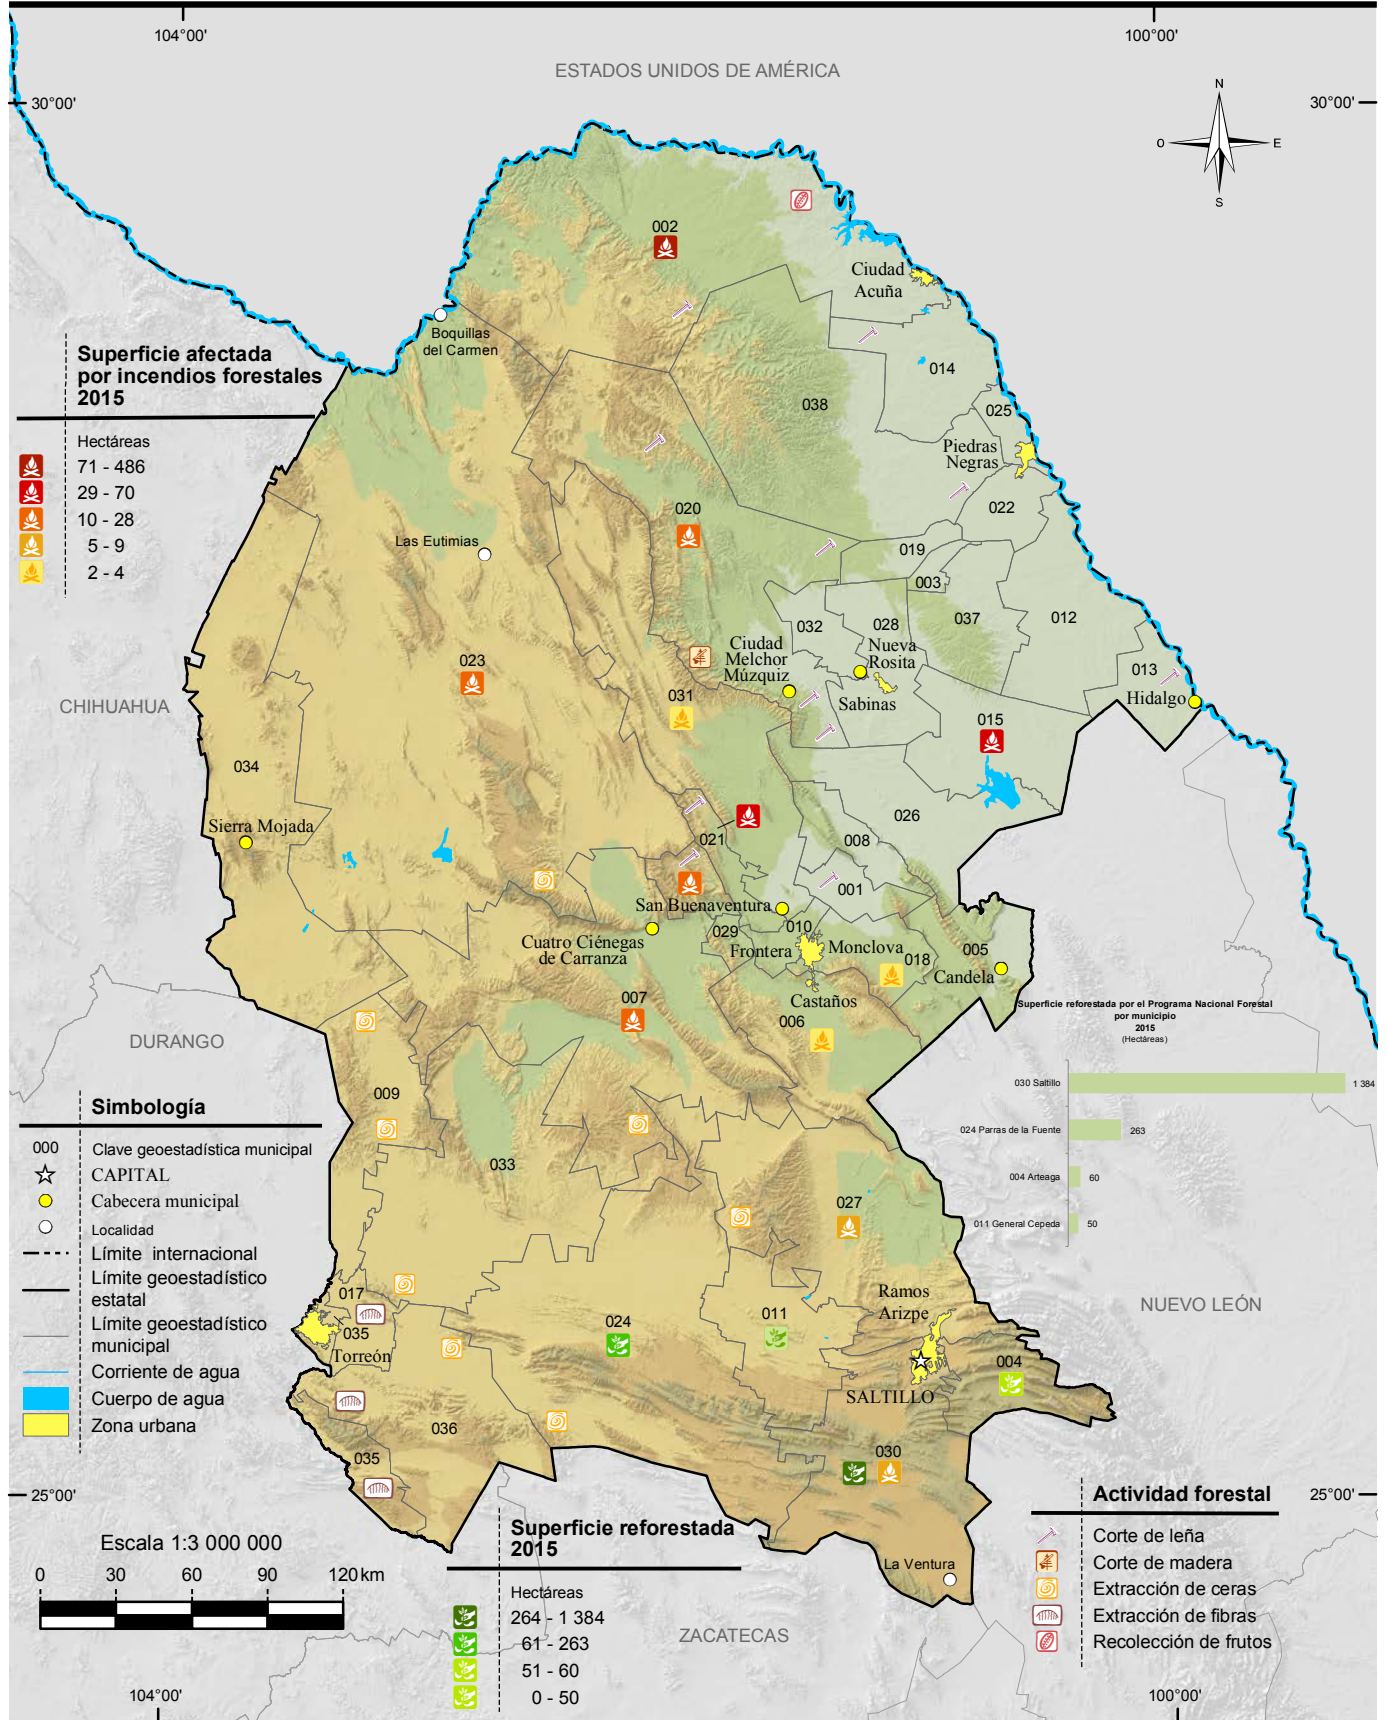 104°00'
100°00'
ESTADOS UNIDOS DE AMÉRICA
30°00'
30°00'
N
O
E
S
002
Ciudad
Acuña
Boquillas
del Carmen
Superficie afectada
por incendios forestales
2015
Hectáreas
71 - 486
29 - 70
10 - 28
5 - 9
2 - 4
014
038
025
Piedras
Negras
020
022
Las Eutimias
019
003
032
028
037
012
Ciudad
Melchor
Múzquiz
Nueva
Rosita
023
013
031
Sabinas
Hidalgo
CHIHUAHUA
015
034
Sierra Mojada
026
021
008
001
San Buenaventura
010
029
Cuatro Ciénegas
de Carranza
Frontera
Monclova
018
005
Candela
Castaños
007
006
DURANGO
Superficie reforestada por el Programa Nacional Forestal
por municipio
2015
(Hectáreas)
030 Saltillo
1 384
024 Parras de la Fuente
263
004 Arteaga
60
011 General Cepeda
50
009
Simbología
000
Clave geoestadística municipal
CAPITAL
Cabecera municipal
Localidad
Límite internacional
Límite geoestadístico
estatal
Límite geoestadístico
municipal
Corriente de agua
Cuerpo de agua
Zona urbana
033
027
017
Ramos
Arizpe
NUEVO LEÓN
011
024
035
Torreón
004
SALTILLO
036
035
030
25°00'
25°00'
Escala 1:3 000 000
0
30
60
90
120 km
Superficie reforestada
2015
Hectáreas
264 - 1 384
61 - 263
51 - 60
0 - 50
La Ventura
ZACATECAS
Actividad forestal
Corte de leña
Corte de madera
Extracción de ceras
Extracción de fibras
Recolección de frutos
104°00'
100°00'